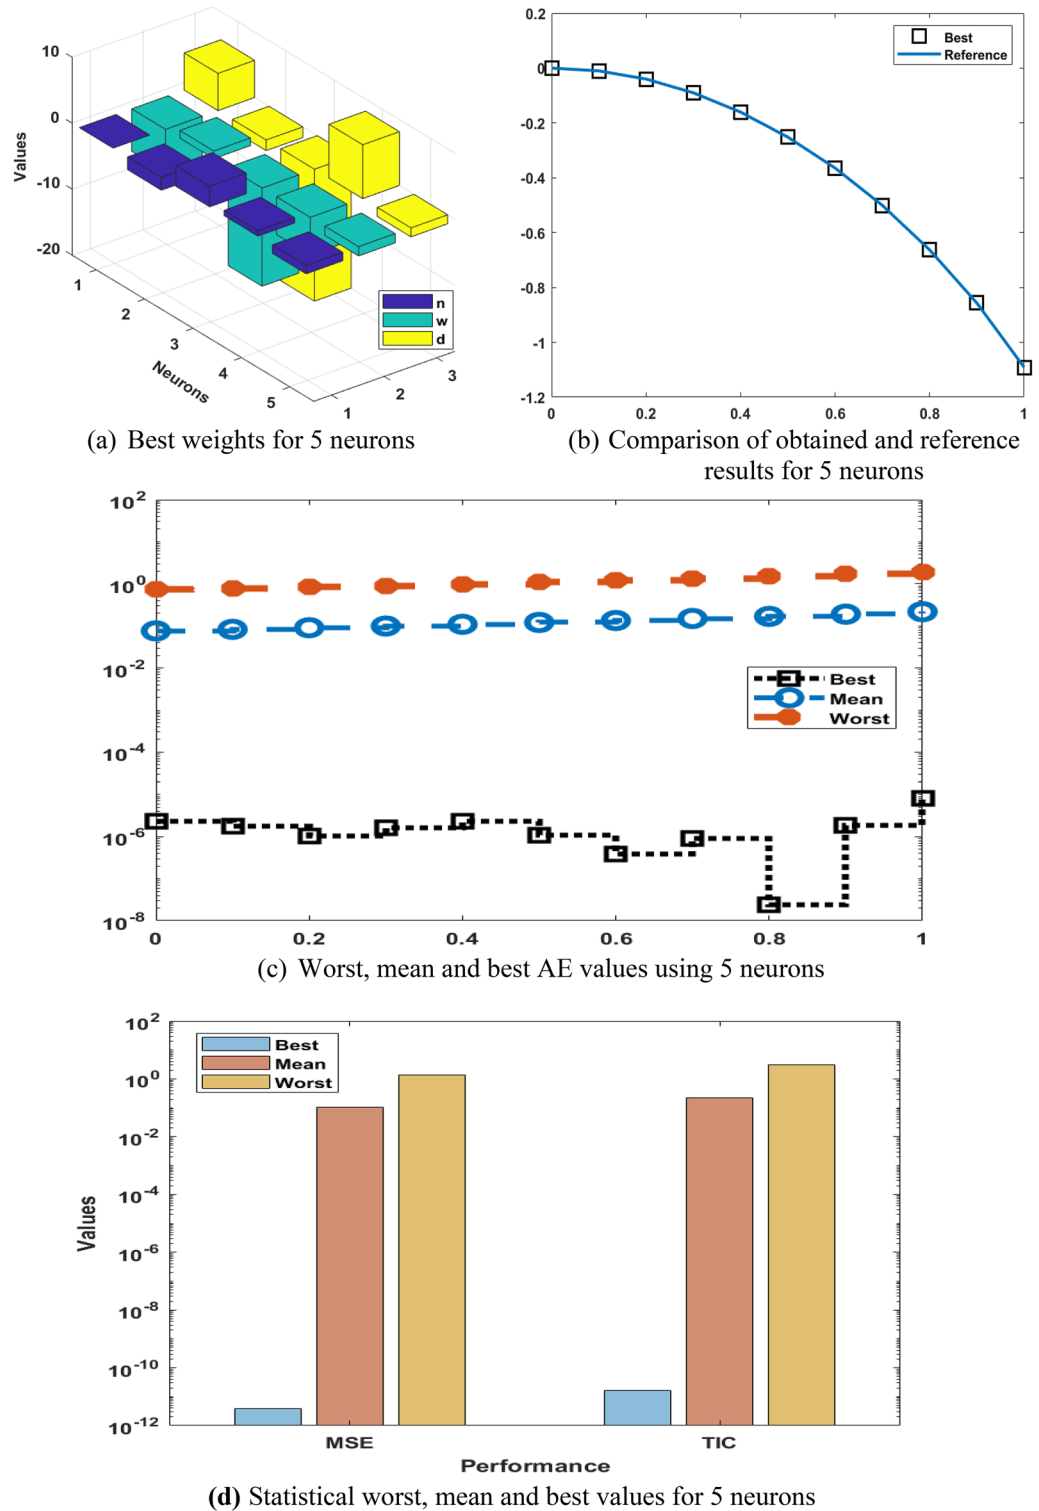 10
0
-10
-20
Values
1
2
3
4
5
Neurons
1
2
3
n
w
d
(a) Best weights for 5 neurons
0.2
0
-0.2
-0.4
-0.6
-0.8
-1
-1.2
0 0.2 0.4 0.6 0.8 1
Best
Reference
(b) Comparison of obtained and reference
results for 5 neurons
10^2
10^0
10^-2
10^-4
10^-6
10^-8
0 0.2 0.4 0.6 0.8 1
Best
Mean
Worst
(c) Worst, mean and best AE values using 5 neurons
10^2
10^0
10^-2
10^-4
10^-6
10^-8
10^-10
10^-12
Values
Best
Mean
Worst
MSE TIC
Performance
(d) Statistical worst, mean and best values for 5 neurons